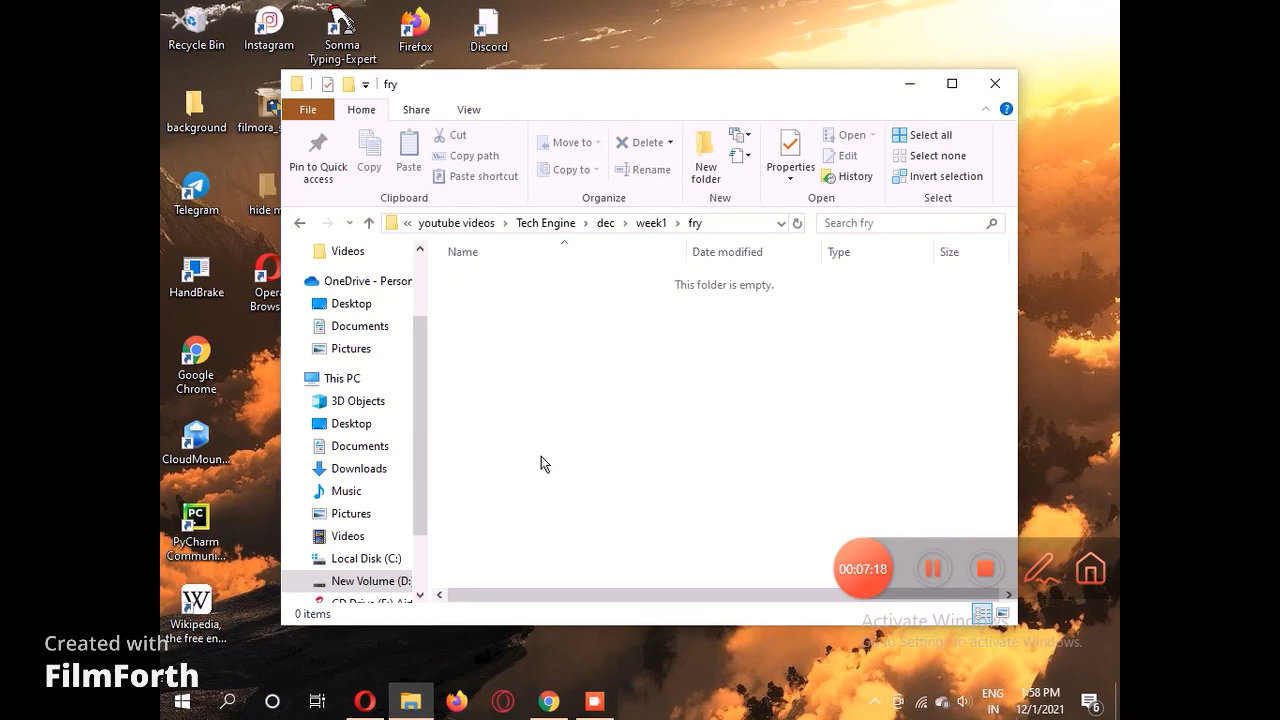 Recycle Bin
Instagram
Sonma
Typing-Expert
Firefox
Discord
fry
File
Home
Share
View
Pin to Quick
access
Copy
Paste
Cut
Copy path
Paste shortcut
Clipboard
Move to
Copy to
Delete
Rename
Organize
New
folder
New
Properties
Open
Edit
History
Open
Select all
Select none
Invert selection
Select
« youtube videos › Tech Engine › dec › week1 › fry
Search fry
Name
Date modified
Type
Size
This folder is empty.
Videos
OneDrive - Person
Desktop
Documents
Pictures
This PC
3D Objects
Desktop
Documents
Downloads
Music
Pictures
Videos
Local Disk (C:)
New Volume (D:
0 items
background
filmora_s
Telegram
hide m
HandBrake
Opera
Brows
Google
Chrome
CloudMoun...
PC
PyCharm
Communi...
W
Wikipedia,
the free en...
00:07:18
Activate Windows
Go to Settings to activate Windows.
Created with
FilmForth
ENG
IN
1:58 PM
12/1/2021
6